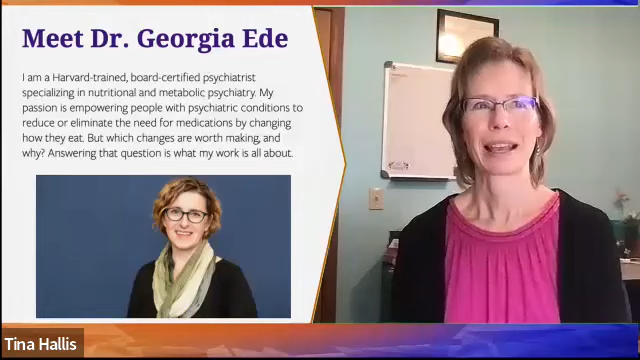 Meet Dr. Georgia Ede
I am a Harvard-trained, board-certified psychiatrist
specializing in nutritional and metabolic psychiatry. My
passion is empowering people with psychiatric conditions to
reduce or eliminate the need for medications by changing
how they eat. But which changes are worth making, and
why? Answering that question is what my work is all about.
Tina Hallis